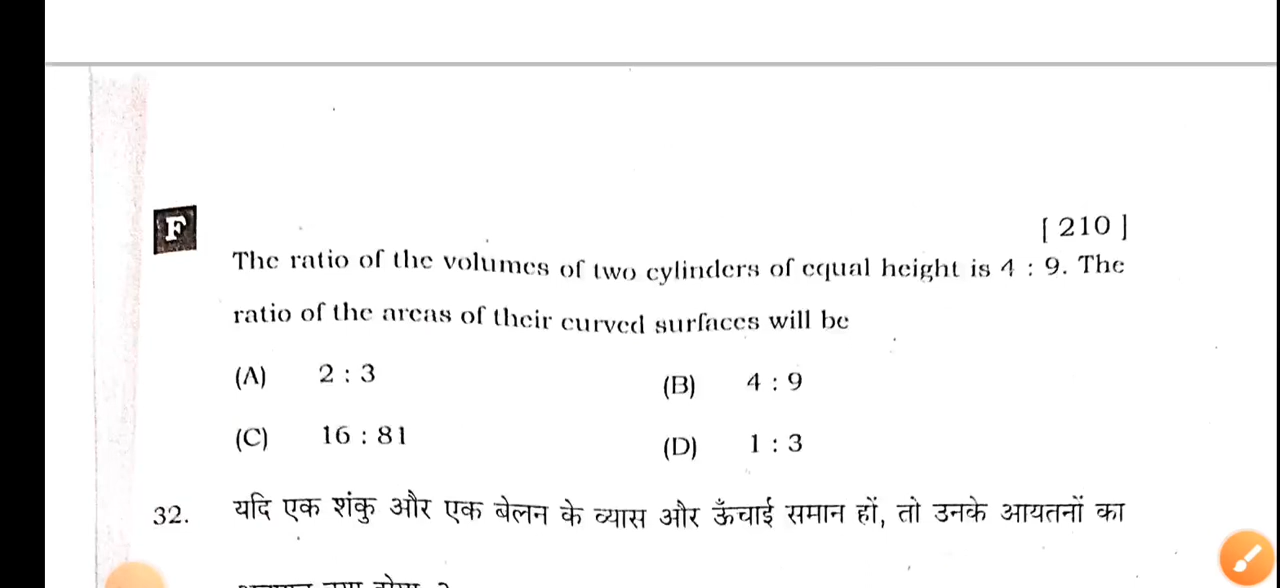 F
[ 210 ]
The ratio of the volumes of two cylinders of equal height is 4 : 9. The
ratio of the areas of their curved surfaces will be
(A) 2 : 3
(B) 4 : 9
(C) 16 : 81
(D) 1 : 3
32. यदि एक शंकु और एक बेलन के व्यास और ऊँचाई समान हों, तो उनके आयतनों का